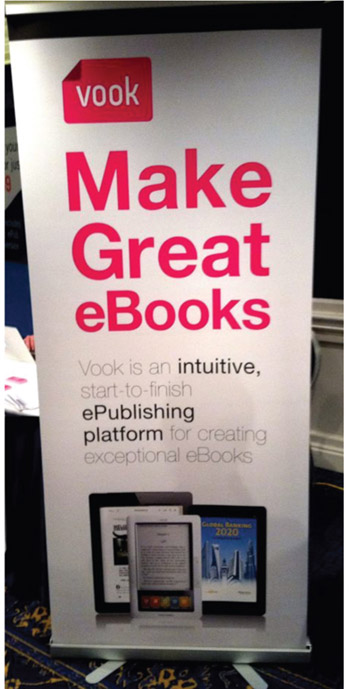 vook
Make
Great
eBooks
Vook is an intuitive,
start-to-finish
ePublishing
platform for creating
exceptional eBooks
GLOBAL BANKING
2020